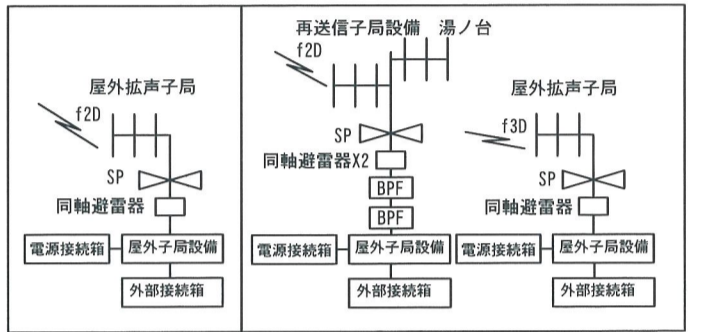 屋外拡声子局
f2D
SP
同軸避雷器
電源接続箱
屋外子局設備
外部接続箱
再送信子局設備 湯ノ台
f2D
SP
同軸避雷器X2
BPF
BPF
電源接続箱
屋外子局設備
外部接続箱
屋外拡声子局
f3D
SP
同軸避雷器
電源接続箱
屋外子局設備
外部接続箱